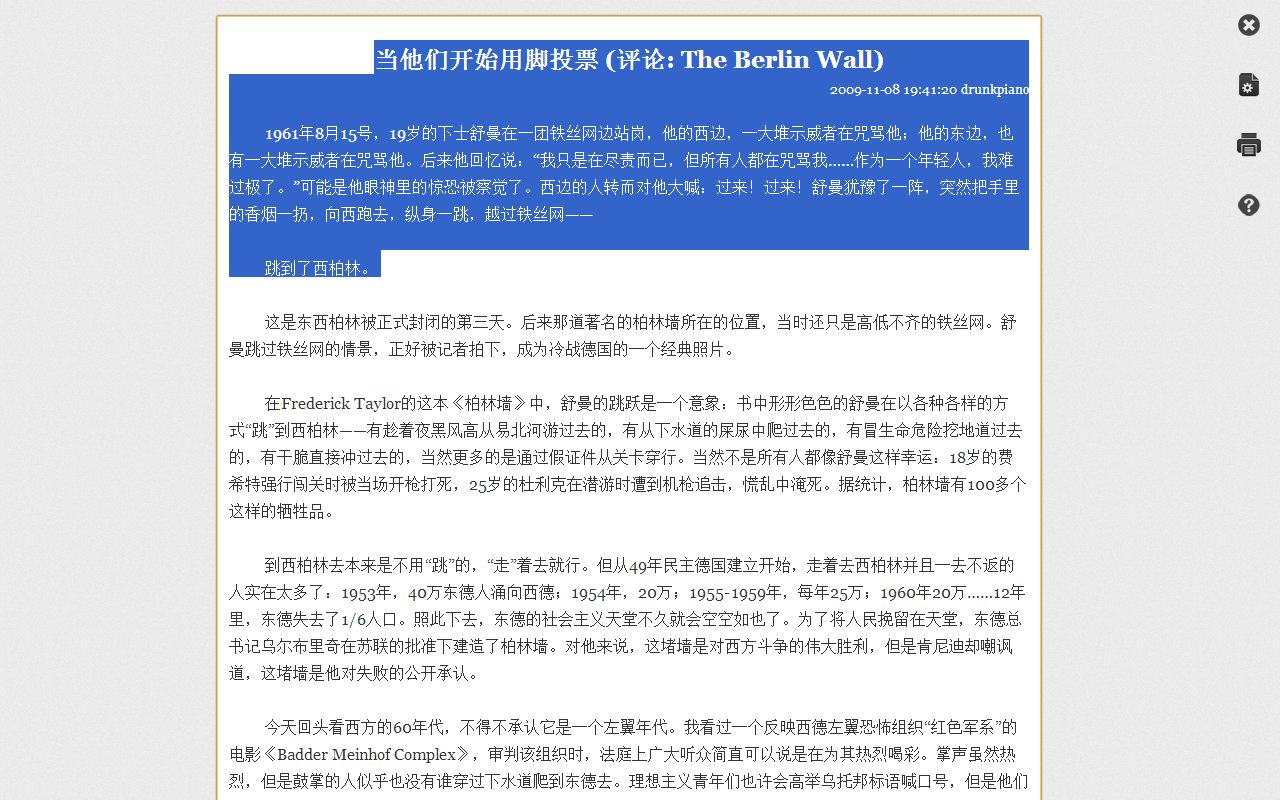 当他们开始用脚投票 (评论: The Berlin Wall)
2009-11-08 19:41:20 drunkpiano
1961年8月15号，19岁的下士舒曼在一团铁丝网边站岗，他的西边，一大堆示威者在咒骂他；他的东边，也
有一大堆示威者在咒骂他。后来他回忆说：“我只是在尽责而已，但所有人都在咒骂我……作为一个年轻人，我难
过极了。”可能是他眼神里的惊恐被察觉了。西边的人转而对他大喊：过来！过来！舒曼犹豫了一阵，突然把手里
的香烟一扔，向西跑去，纵身一跳，越过铁丝网——
跳到了西柏林。
这是东西柏林被正式封闭的第三天。后来那道著名的柏林墙所在的位置，当时还只是高低不齐的铁丝网。舒
曼跳过铁丝网的情景，正好被记者拍下，成为冷战德国的一个经典照片。
在Frederick Taylor的这本《柏林墙》中，舒曼的跳跃是一个意象：书中形形色色的舒曼在以各种各样的方
式“跳”到西柏林——有趁着夜黑风高从易北河游过去的，有从下水道的屎尿中爬过去的，有冒生命危险挖地道过去
的，有干脆直接冲过去的，当然更多的是通过假证件从关卡穿行。当然不是所有人都像舒曼这样幸运：18岁的费
希特强行闯关时被当场开枪打死，25岁的杜利克在潜游时遭到机枪追击，慌乱中淹死。据统计，柏林墙有100多个
这样的牺牲品。
到西柏林去本来是不用“跳”的，“走”着去就行。但从49年民主德国建立开始，走着去西柏林并且一去不返的
人实在太多了：1953年，40万东德人涌向西德；1954年，20万；1955-1959年，每年25万；1960年20万……12年
里，东德失去了1/6人口。照此下去，东德的社会主义天堂不久就会空空如也了。为了将人民挽留在天堂，东德总
书记乌尔布里奇在苏联的批准下建造了柏林墙。对他来说，这堵墙是对西方斗争的伟大胜利，但是肯尼迪却嘲讽
道，这堵墙是他对失败的公开承认。
今天回头看西方的60年代，不得不承认它是一个左翼年代。我看过一个反映西德左翼恐怖组织“红色军系”的
电影《Badder Meinhof Complex》，审判该组织时，法庭上广大听众简直可以说是在为其热烈喝彩。掌声虽然热
烈，但是鼓掌的人似乎也没有谁穿过下水道爬到东德去。理想主义青年们也许会高举乌托邦标语喊口号，但是他们